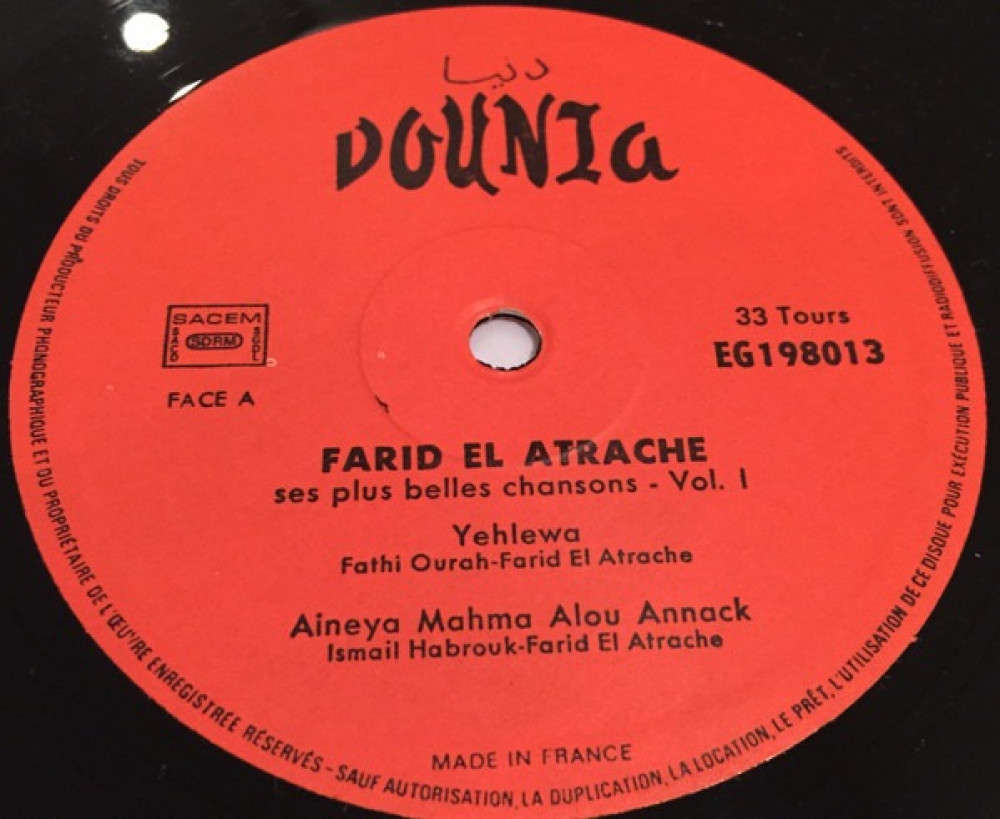 دنيا
DOUNIA
TOUS DROITS DU PRODUCTEUR PHONOGRAPHIQUE ET DU PROPRIÉTAIRE DE L'ŒUVRE ENREGISTRÉE RÉSERVÉS - SAUF AUTORISATION, LA DUPLICATION, LA LOCATION, LE PRÊT, L'UTILISATION DE CE DISQUE POUR EXÉCUTION PUBLIQUE ET RADIODIFFUSION SONT INTERDITS
SACEM
SACD
SDRM
SGDL
FACE A
33 Tours
EG198013
FARID EL ATRACHE
ses plus belles chansons - Vol. I
Yehlewa
Fathi Ourah-Farid El Atrache
Aineya Mahma Alou Annack
Ismail Habrouk-Farid El Atrache
MADE IN FRANCE